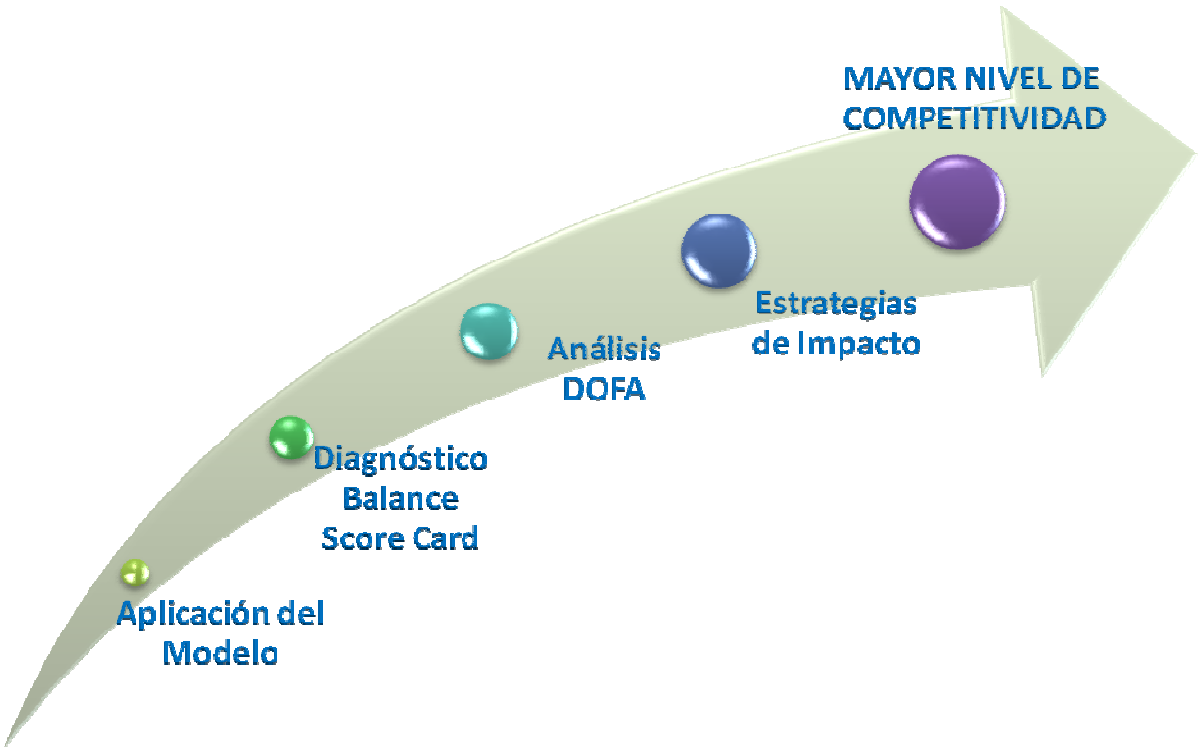 MAYOR NIVEL DE
COMPETITIVIDAD
Estrategias
de Impacto
Análisis
DOFA
Diagnóstico
Balance
Score Card
Aplicación del
Modelo